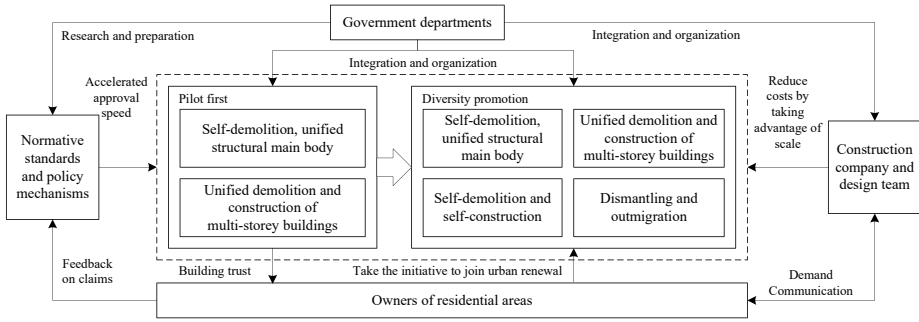 Government departments
Research and preparation
Integration and organization
Integration and organization
Accelerated
approval
speed
Reduce
costs by
taking
advantage of
scale
Normative
standards
and policy
mechanisms
Pilot first
Self-demolition, unified
structural main body
Unified demolition and
construction of
multi-storey buildings
Diversity promotion
Self-demolition,
unified structural
main body
Unified demolition and
construction of
multi-storey buildings
Self-demolition and
self-construction
Dismantling and
outmigration
Construction
company and
design team
Feedback
on claims
Building trust
Take the initiative to join urban renewal
Demand
Communication
Owners of residential areas